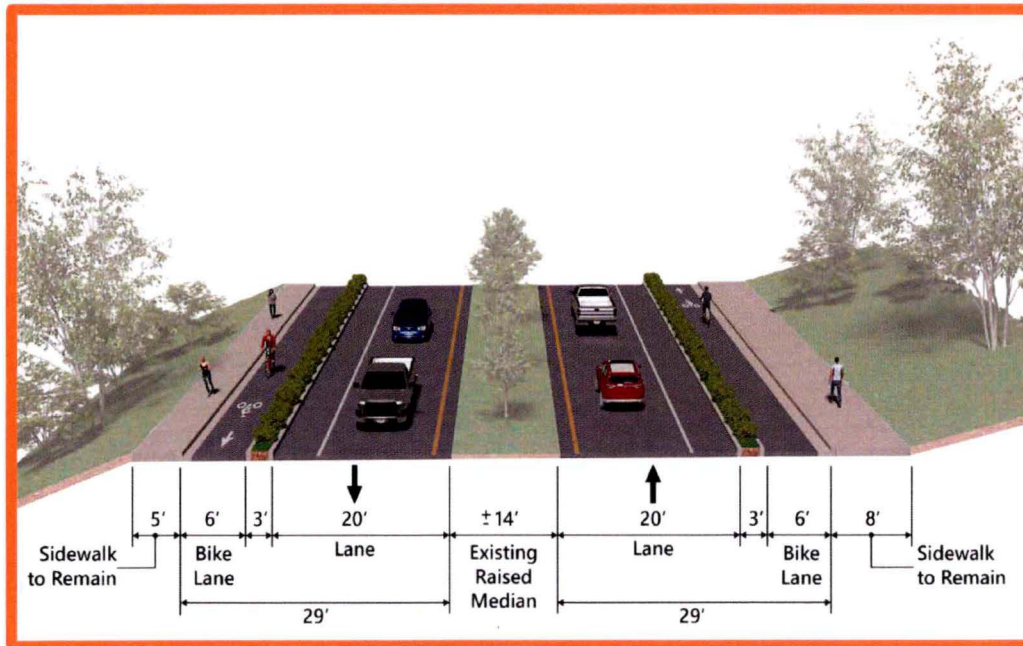 5' 6' 3' 20' ± 14' 20' 3' 6' 8'
Sidewalk
to Remain
Bike
Lane
Lane
Existing
Raised
Median
Lane
Bike
Lane
Sidewalk
to Remain
29' 29'